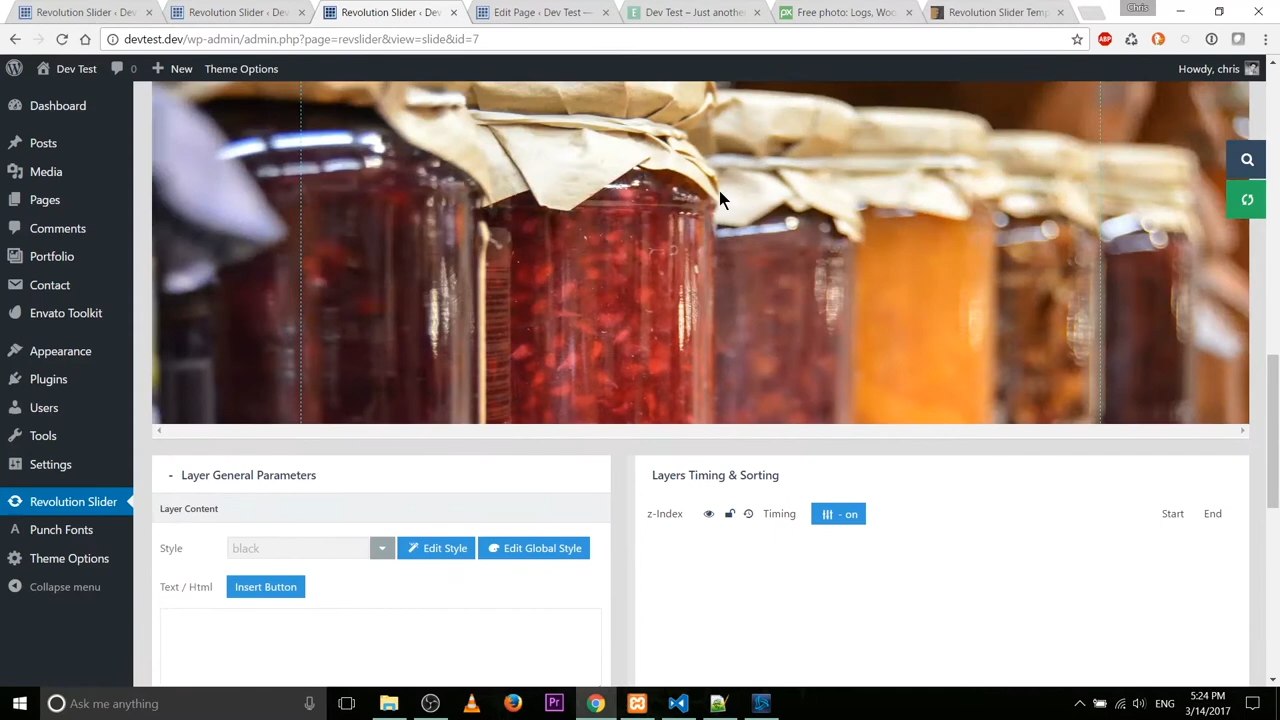 Revolution Slider ‹ Dev
Revolution Slider ‹ Dev
Revolution Slider ‹ Dev
Edit Page ‹ Dev Test —
Dev Test – Just another
Free photo: Logs, Woo
Revolution Slider Temp
Chris
devtest.dev/wp-admin/admin.php?page=revslider&view=slide&id=7
ABP
Dev Test
0
New
Theme Options
Howdy, chris
Dashboard
Posts
Media
Pages
Comments
Portfolio
Contact
Envato Toolkit
Appearance
Plugins
Users
Tools
Settings
Revolution Slider
Punch Fonts
Theme Options
Collapse menu
- Layer General Parameters
Layer Content
Style
black
Edit Style
Edit Global Style
Text / Html
Insert Button
Layers Timing & Sorting
z-Index
Timing
- on
Start
End
Ask me anything
ENG
5:24 PM
3/14/2017